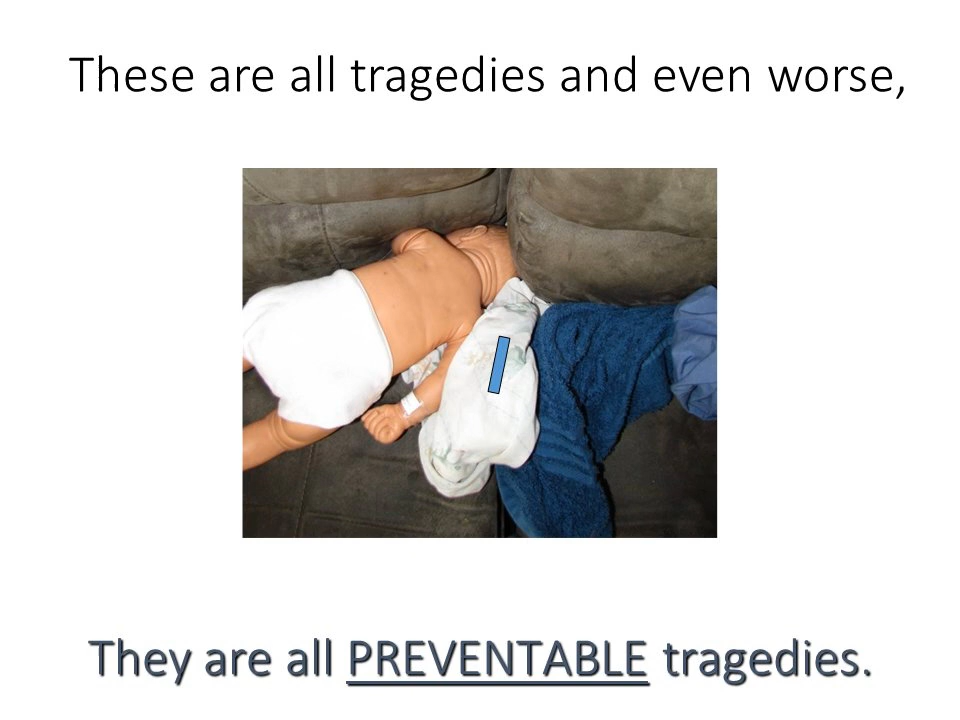 These are all tragedies and even worse,
They are all PREVENTABLE tragedies.